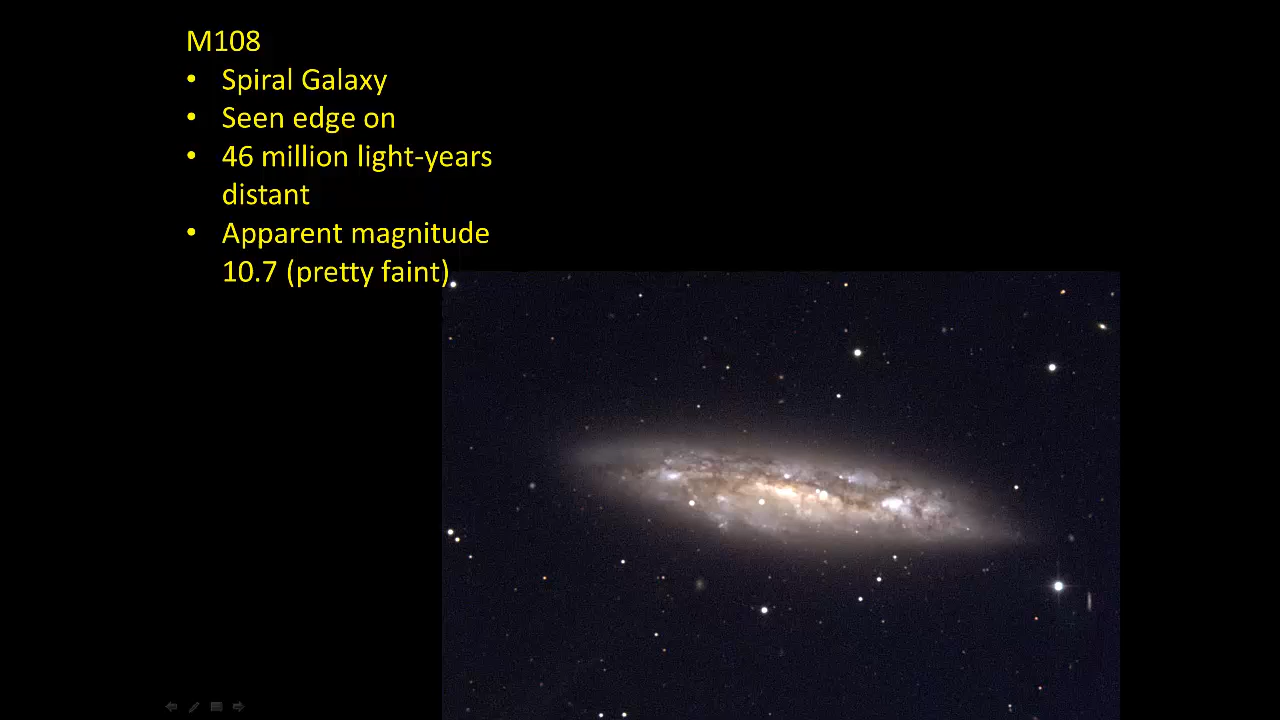 M108
• Spiral Galaxy
• Seen edge on
• 46 million light-years
distant
• Apparent magnitude
10.7 (pretty faint)